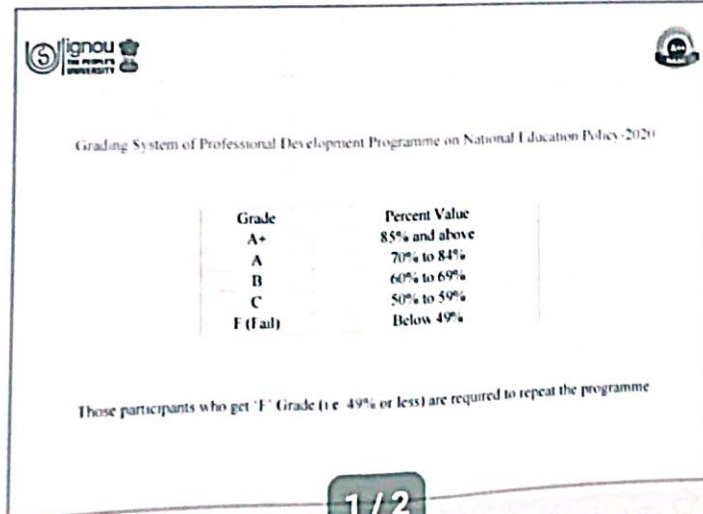 ignou
THE PEOPLE'S
UNIVERSITY
Grading System of Professional Development Programme on National Education Policy-2020
Grade Percent Value
A+ 85% and above
A 70% to 84%
B 60% to 69%
C 50% to 59%
F (Fail) Below 49%
Those participants who get 'F' Grade (i.e. 49% or less) are required to repeat the programme
1 / 2